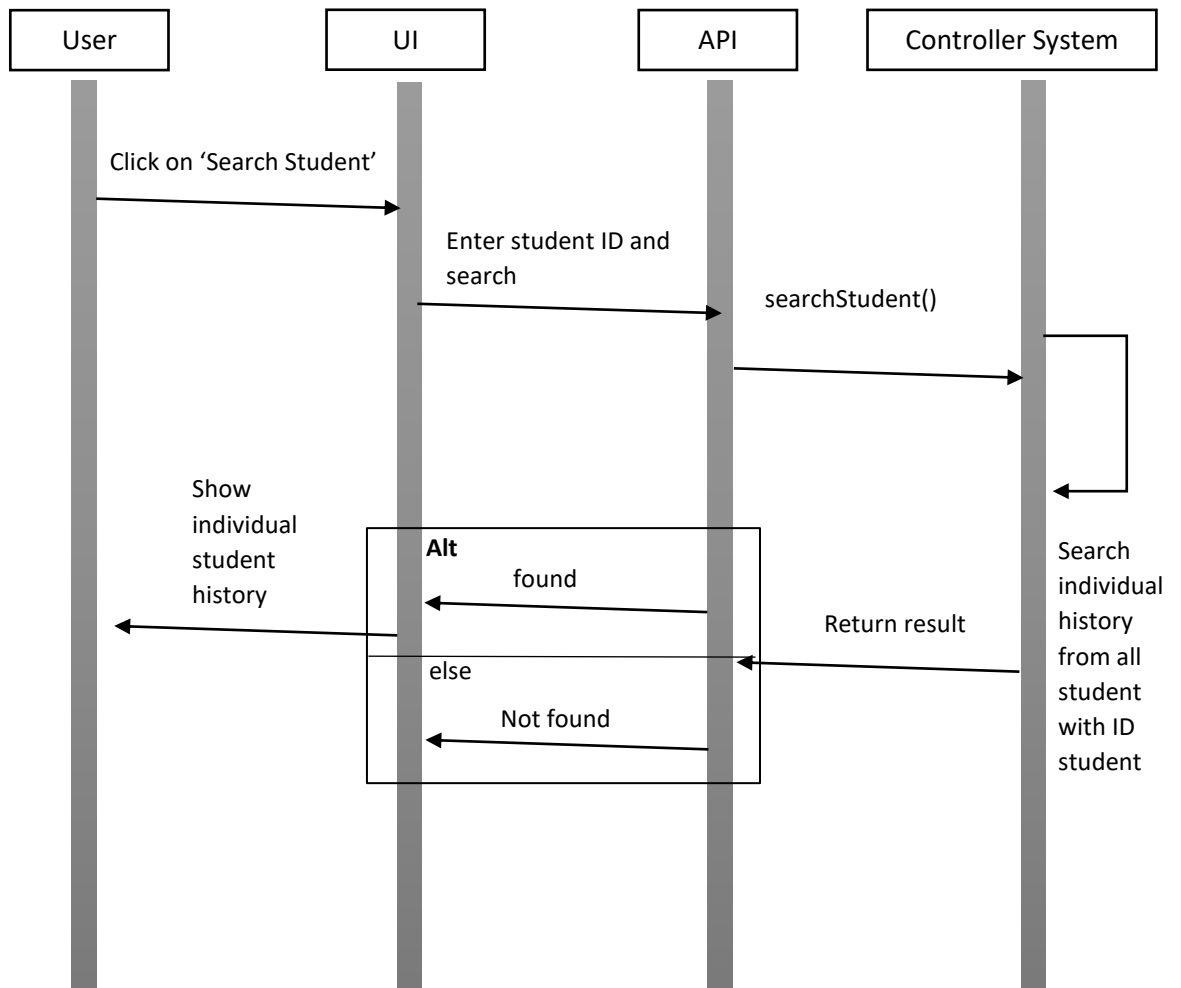 User
UI
API
Controller System
Click on ‘Search Student’
Enter student ID and
search
searchStudent()
Show
individual
student
history
Alt
found
Search
individual
history
from all
student
with ID
student
Return result
else
Not found